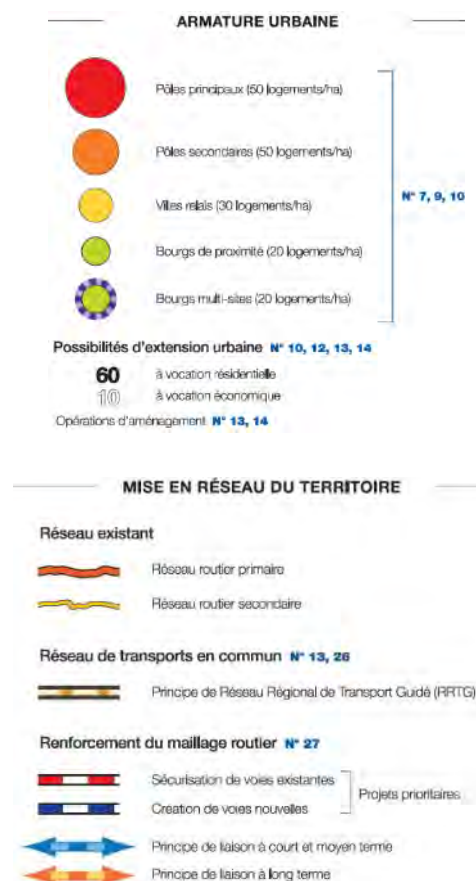 ARMATURE URBAINE
Pôles principaux (50 logements/ha)
Pôles secondaires (50 logements/ha)
N° 7, 9, 10
Villes relais (30 logements/ha)
Bourgs de proximité (20 logements/ha)
Bourgs multi-sites (20 logements/ha)
Possibilités d'extension urbaine N° 10, 12, 13, 14
60 à vocation résidentielle
10 à vocation économique
Opérations d'aménagement N° 13, 14
MISE EN RÉSEAU DU TERRITOIRE
Réseau existant
Réseau routier primaire
Réseau routier secondaire
Réseau de transports en commun N° 13, 26
Principe de Réseau Régional de Transport Guidé (RRTG)
Renforcement du maillage routier N° 27
Sécurisation de voies existantes
Projets prioritaires
Création de voies nouvelles
Principe de liaison à court et moyen terme
Principe de liaison à long terme